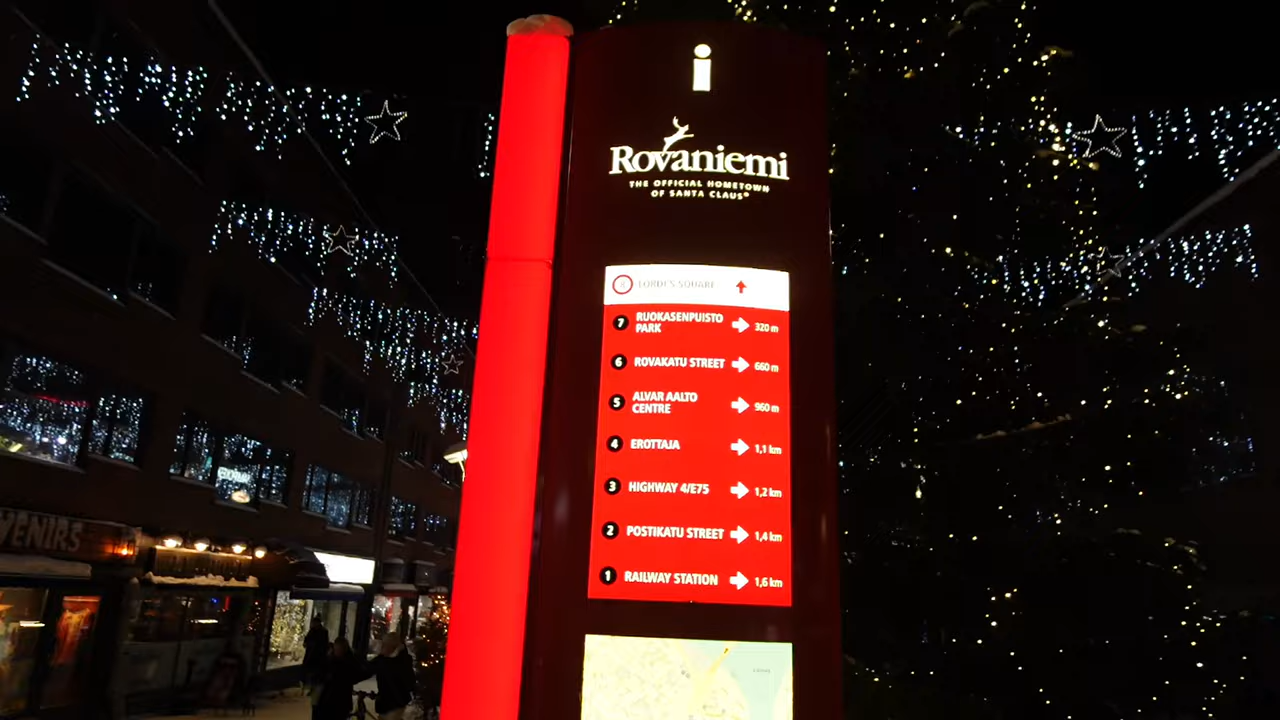 i
Rovaniemi
THE OFFICIAL HOMETOWN
OF SANTA CLAUS®
8 LORDI'S SQUARE
7 RUOKASENPUISTO PARK 320 m
6 ROVAKATU STREET 660 m
5 ALVAR AALTO CENTRE 960 m
4 EROTTAJA 1,1 km
3 HIGHWAY 4/E75 1,2 km
2 POSTIKATU STREET 1,4 km
1 RAILWAY STATION 1,6 km
VENIRS